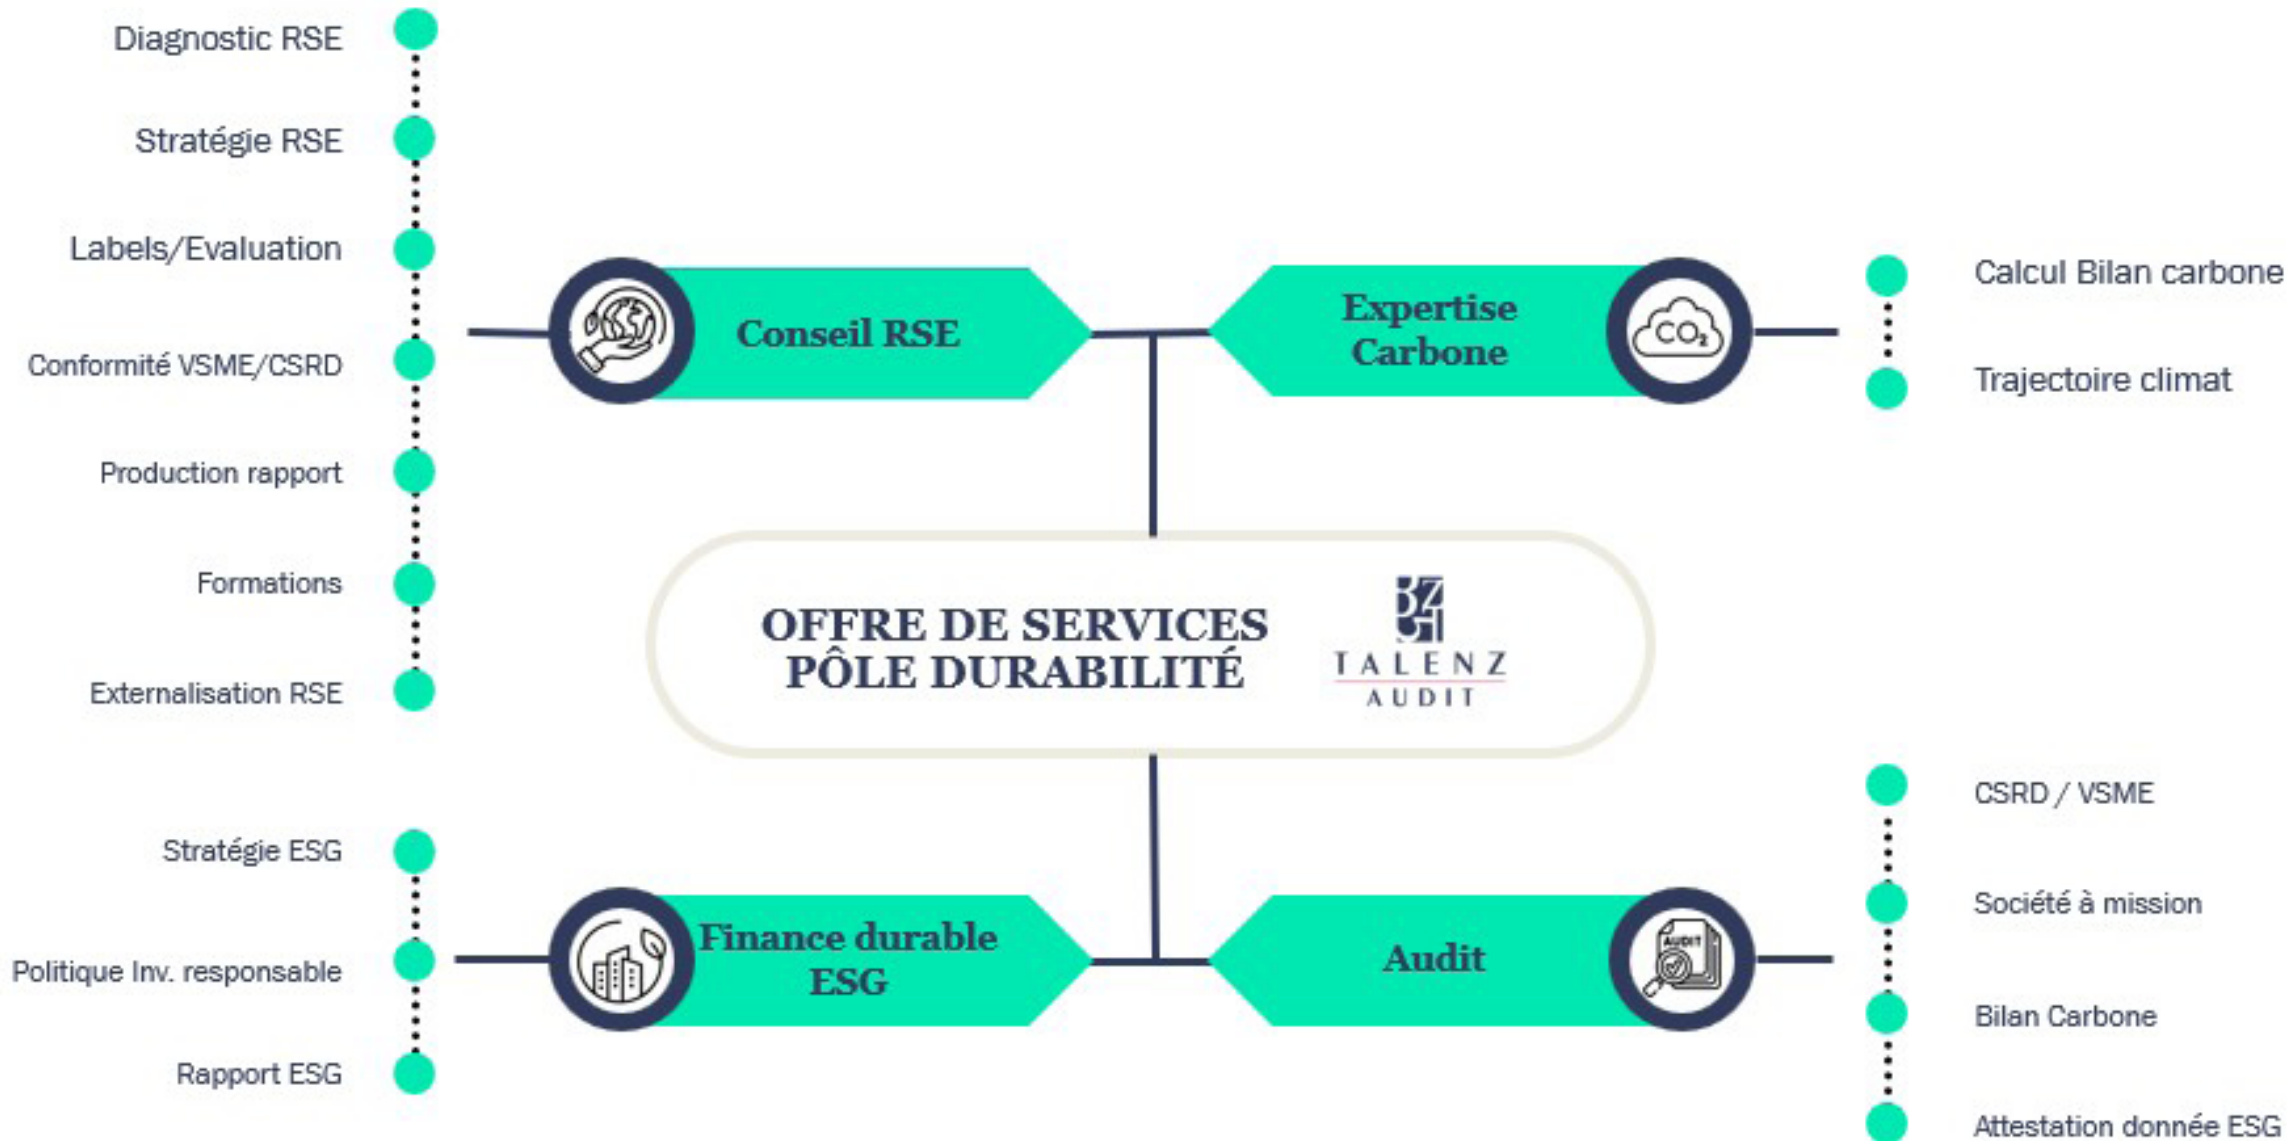 Diagnostic RSE
Stratégie RSE
Labels/Evaluation
Conformité VSME/CSRD
Production rapport
Formations
Externalisation RSE
Conseil RSE
Expertise
Carbone
CO₂
Calcul Bilan carbone
Trajectoire climat
OFFRE DE SERVICES
PÔLE DURABILITÉ
TALENZ
AUDIT
Stratégie ESG
Politique Inv. responsable
Rapport ESG
Finance durable
ESG
Audit
AUDIT
CSRD / VSME
Société à mission
Bilan Carbone
Attestation donnée ESG